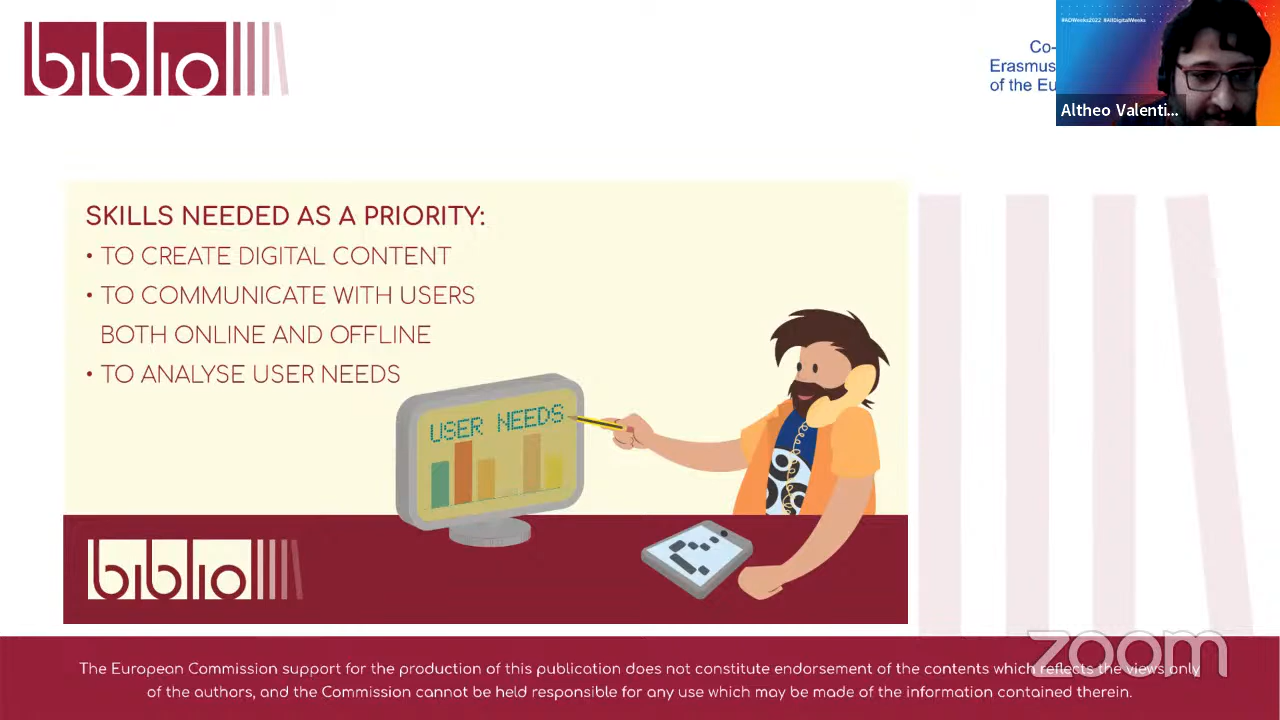 biblio
Co-
Erasmus
of the Eu
#ADWeeks2022 #AllDigitalWeeks
Altheo Valenti...
SKILLS NEEDED AS A PRIORITY:
• TO CREATE DIGITAL CONTENT
• TO COMMUNICATE WITH USERS
BOTH ONLINE AND OFFLINE
• TO ANALYSE USER NEEDS
USER NEEDS
biblio
zoom
The European Commission support for the production of this publication does not constitute endorsement of the contents which reflects the views only
of the authors, and the Commission cannot be held responsible for any use which may be made of the information contained therein.